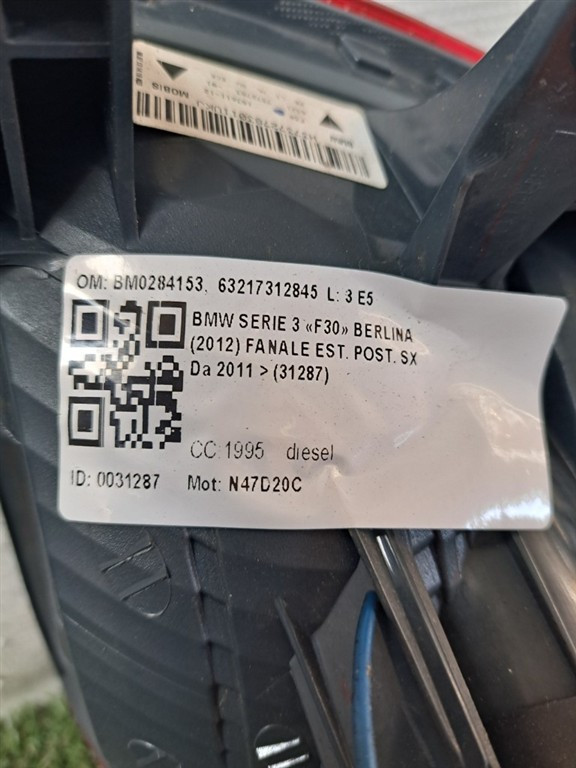 MOBIS
OM: BM0284153, 63217312845 L: 3 E5
BMW SERIE 3 «F30» BERLINA
(2012) FANALE EST. POST. SX
Da 2011 > (31287)
CC:1995 diesel
ID: 0031287 Mot: N47D20C